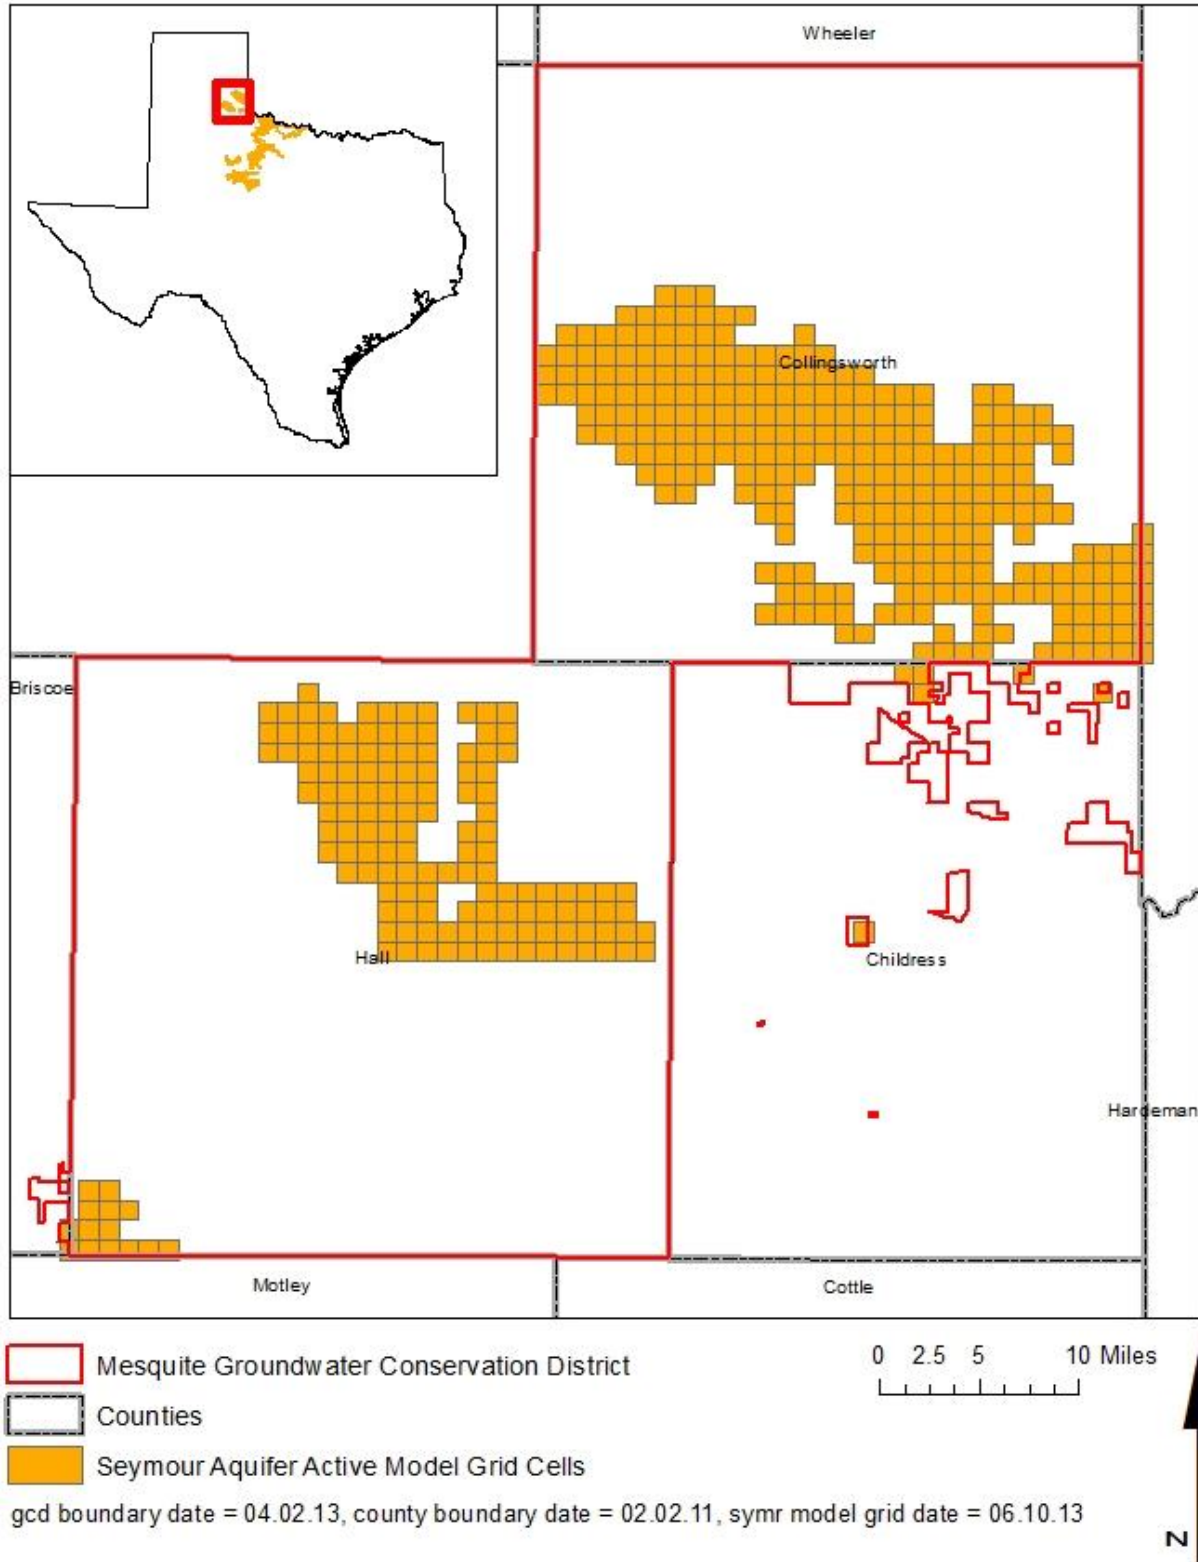 Wheeler
Collingsworth
Briscoe
Hall
Childress
Hardeman
Motley
Cottle
Mesquite Groundwater Conservation District
0 2.5 5 10 Miles
Counties
Seymour Aquifer Active Model Grid Cells
gcd boundary date = 04.02.13, county boundary date = 02.02.11, symr model grid date = 06.10.13
N